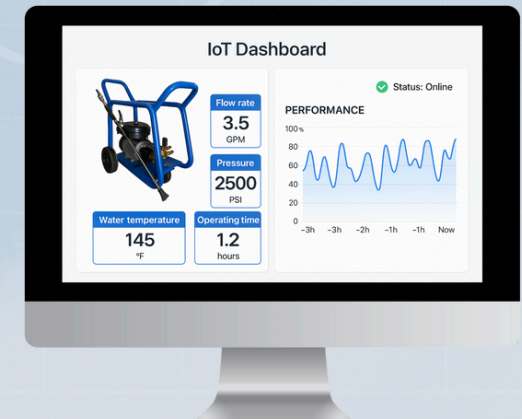 IoT Dashboard
Status: Online
Flow rate
3.5
GPM
Pressure
2500
PSI
Water temperature
145
°F
Operating time
1.2
hours
PERFORMANCE
100%
80
60
40
20
0
-3h -3h -2h -1h -1h Now